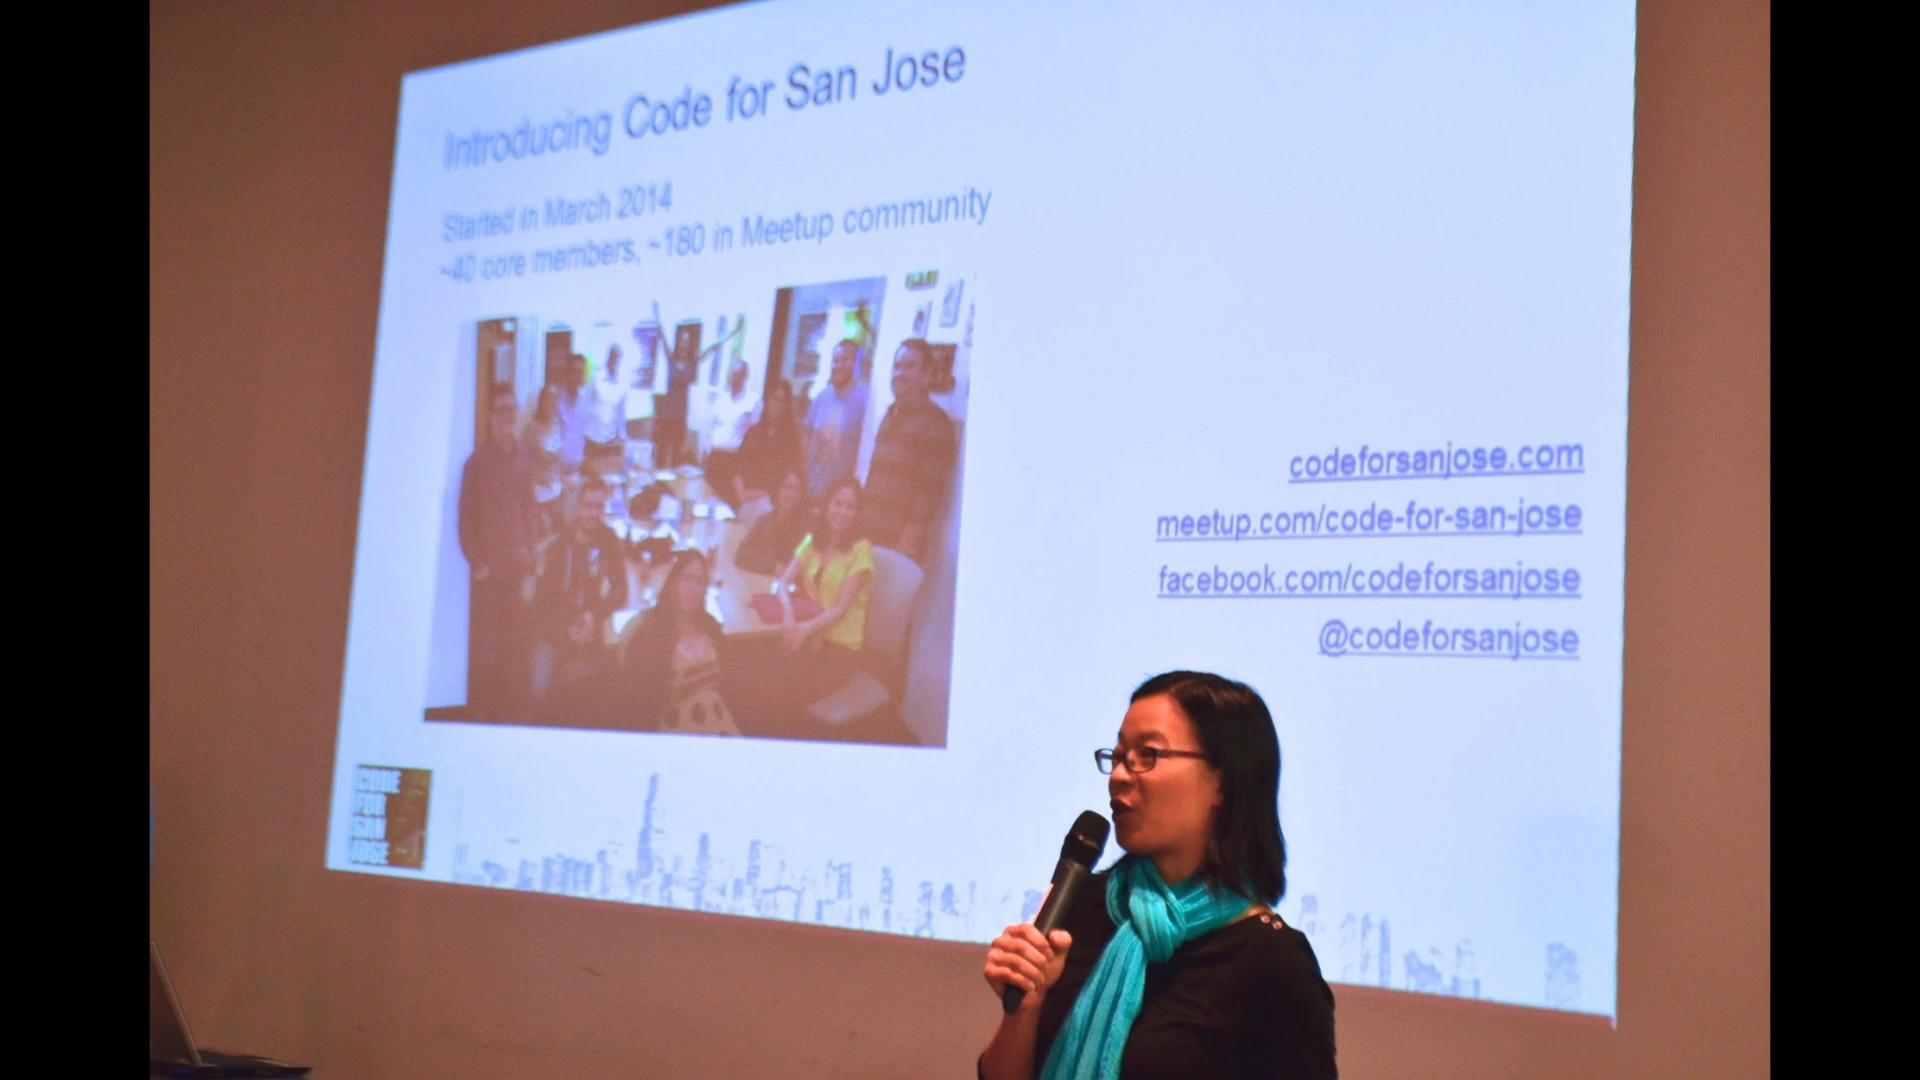 Introducing Code for San Jose
Started in March 2014
~40 core members, ~180 in Meetup community
codeforsanjose.com
meetup.com/code-for-san-jose
facebook.com/codeforsanjose
@codeforsanjose
CODE
FOR
SAN
JOSE